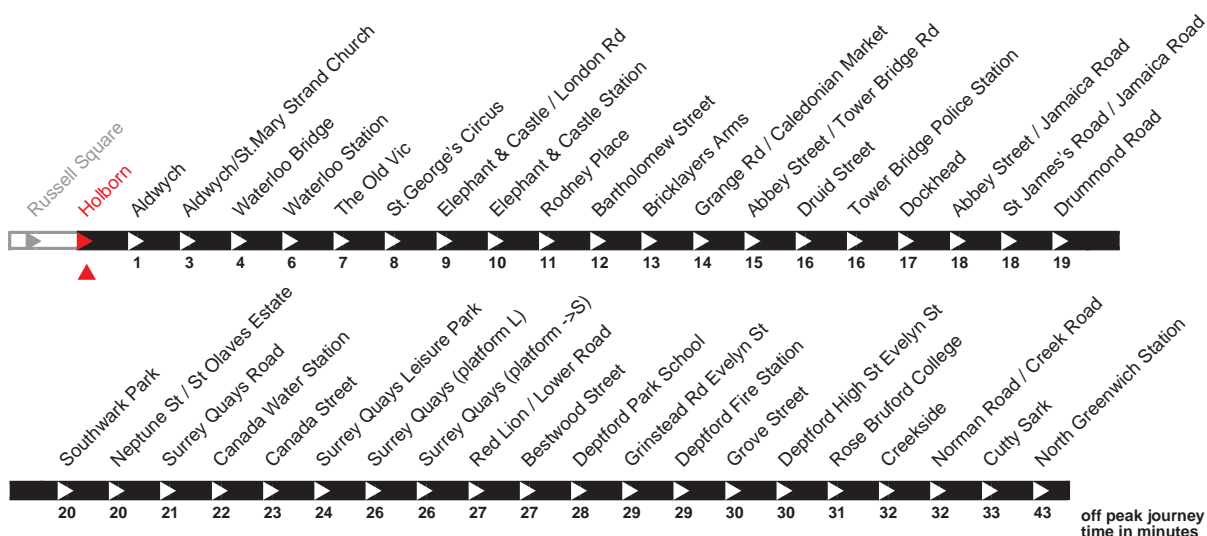 Russell Square
Holborn
Aldwych
Aldwych/St.Mary Strand Church
Waterloo Bridge
Waterloo Station
The Old Vic
St.George's Circus
Elephant & Castle / London Rd
Elephant & Castle Station
Rodney Place
Bartholomew Street
Bricklayers Arms
Grange Rd / Caledonian Market
Abbey Street / Tower Bridge Rd
Druid Street
Tower Bridge Police Station
Dockhead
Abbey Street / Jamaica Road
St James's Road / Jamaica Road
Drummond Road
1 3 4 6 7 8 9 10 11 12 13 14 15 16 16 17 18 18 19
Southwark Park
Neptune St / St Olaves Estate
Surrey Quays Road
Canada Water Station
Canada Street
Surrey Quays Leisure Park
Surrey Quays (platform L)
Surrey Quays (platform ->S)
Red Lion / Lower Road
Bestwood Street
Deptford Park School
Grinstead Rd Evelyn St
Deptford Fire Station
Grove Street
Deptford High St Evelyn St
Rose Bruford College
Creekside
Norman Road / Creek Road
Cutty Sark
North Greenwich Station
20 20 21 22 23 24 26 26 27 27 28 29 29 30 30 31 32 32 33 43
off peak journey
time in minutes